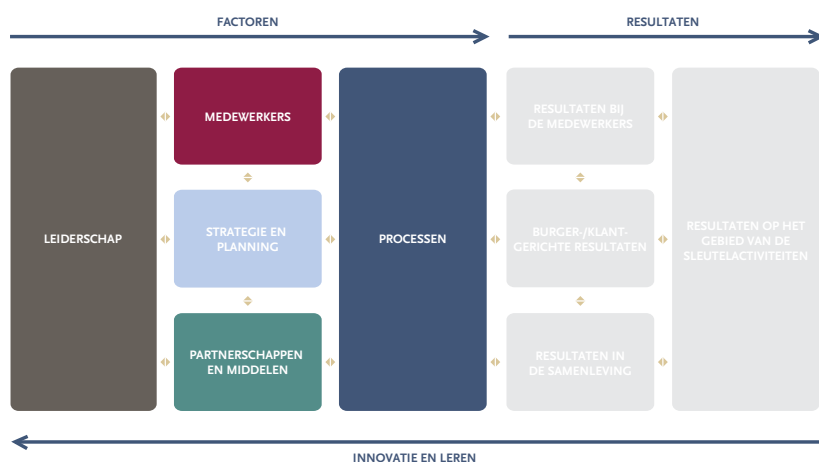 FACTOREN
RESULTATEN
LEIDERSCHAP
MEDEWERKERS
STRATEGIE EN
PLANNING
PARTNERSCHAPPEN
EN MIDDELEN
PROCESSEN
RESULTATEN BIJ
DE MEDEWERKERS
BURGER-/KLANT-
GERICHTE RESULTATEN
RESULTATEN IN
DE SAMENLEVING
RESULTATEN OP HET
GEBIED VAN DE
SLEUTELACTIVITEITEN
INNOVATIE EN LEREN